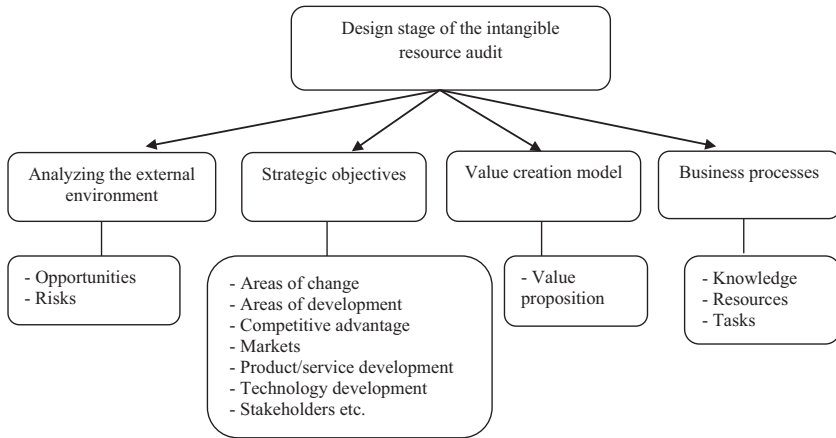 Design stage of the intangible
resource audit
Analyzing the external
environment
Strategic objectives
Value creation model
Business processes
- Opportunities
- Risks
- Areas of change
- Areas of development
- Competitive advantage
- Markets
- Product/service development
- Technology development
- Stakeholders etc.
- Value
proposition
- Knowledge
- Resources
- Tasks